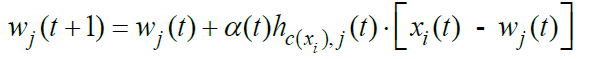 w_j(t+1) = w_j(t) + α(t)h_{c(x_i),j}(t)·[x_i(t) - w_j(t)]